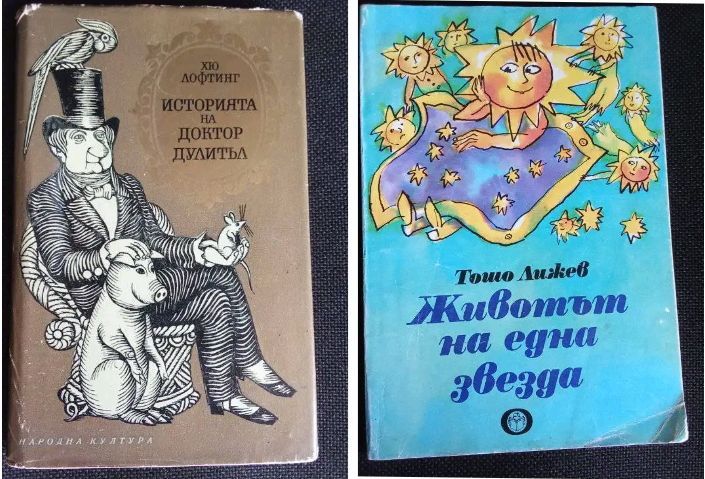 ХЮ
ЛОФТИНГ
ИСТОРИЯТА
НА
ДОКТОР
ДУЛИТЪЛ
НАРОДНА КУЛТУРА
Тошо Лижев
Животът
на една
звезда